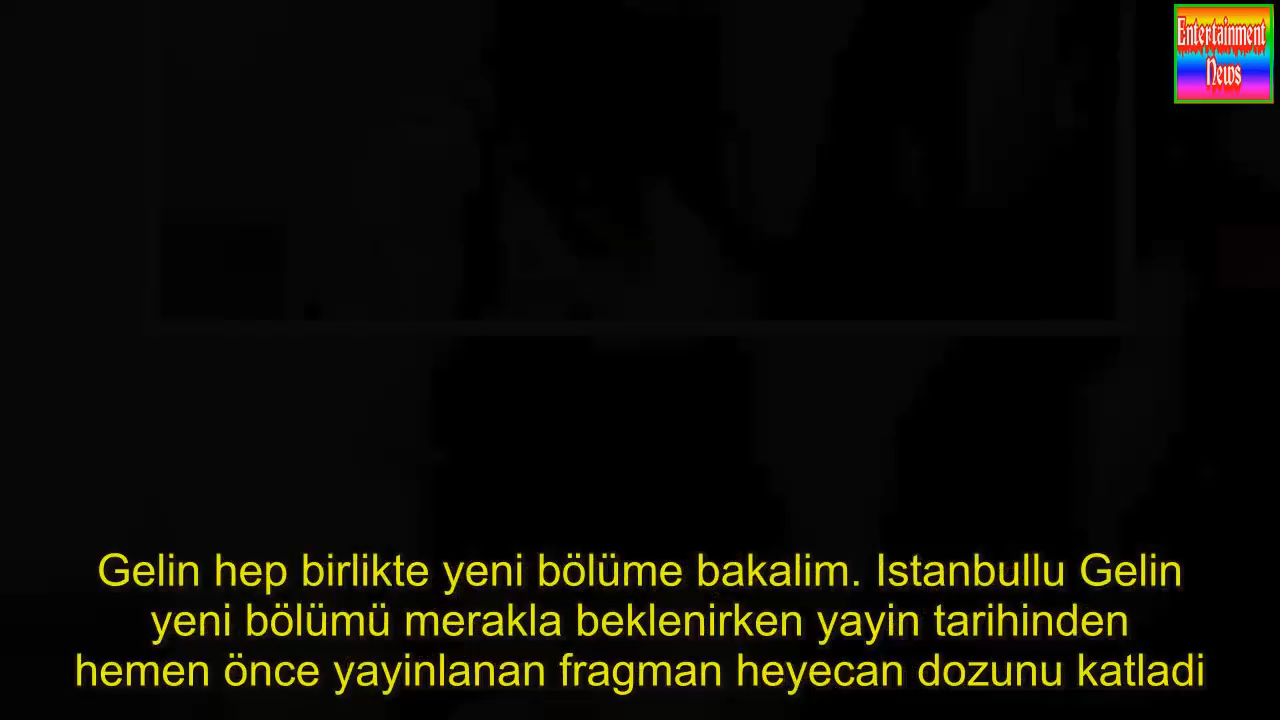 Entertainment
News
Gelin hep birlikte yeni bölüme bakalim. Istanbullu Gelin
yeni bölümü merakla beklenirken yayin tarihinden
hemen önce yayinlanan fragman heyecan dozunu katladi